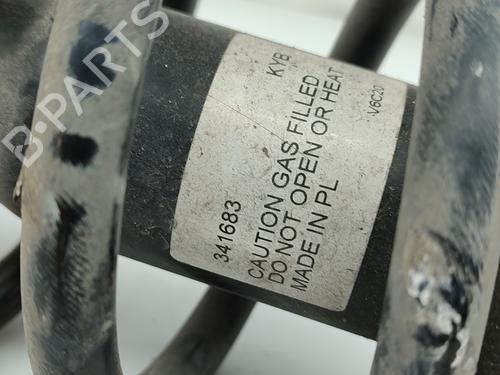 341683 KYB
CAUTION GAS FILLED
DO NOT OPEN OR HEAT
MADE IN PL
V6C20
B-PARTS